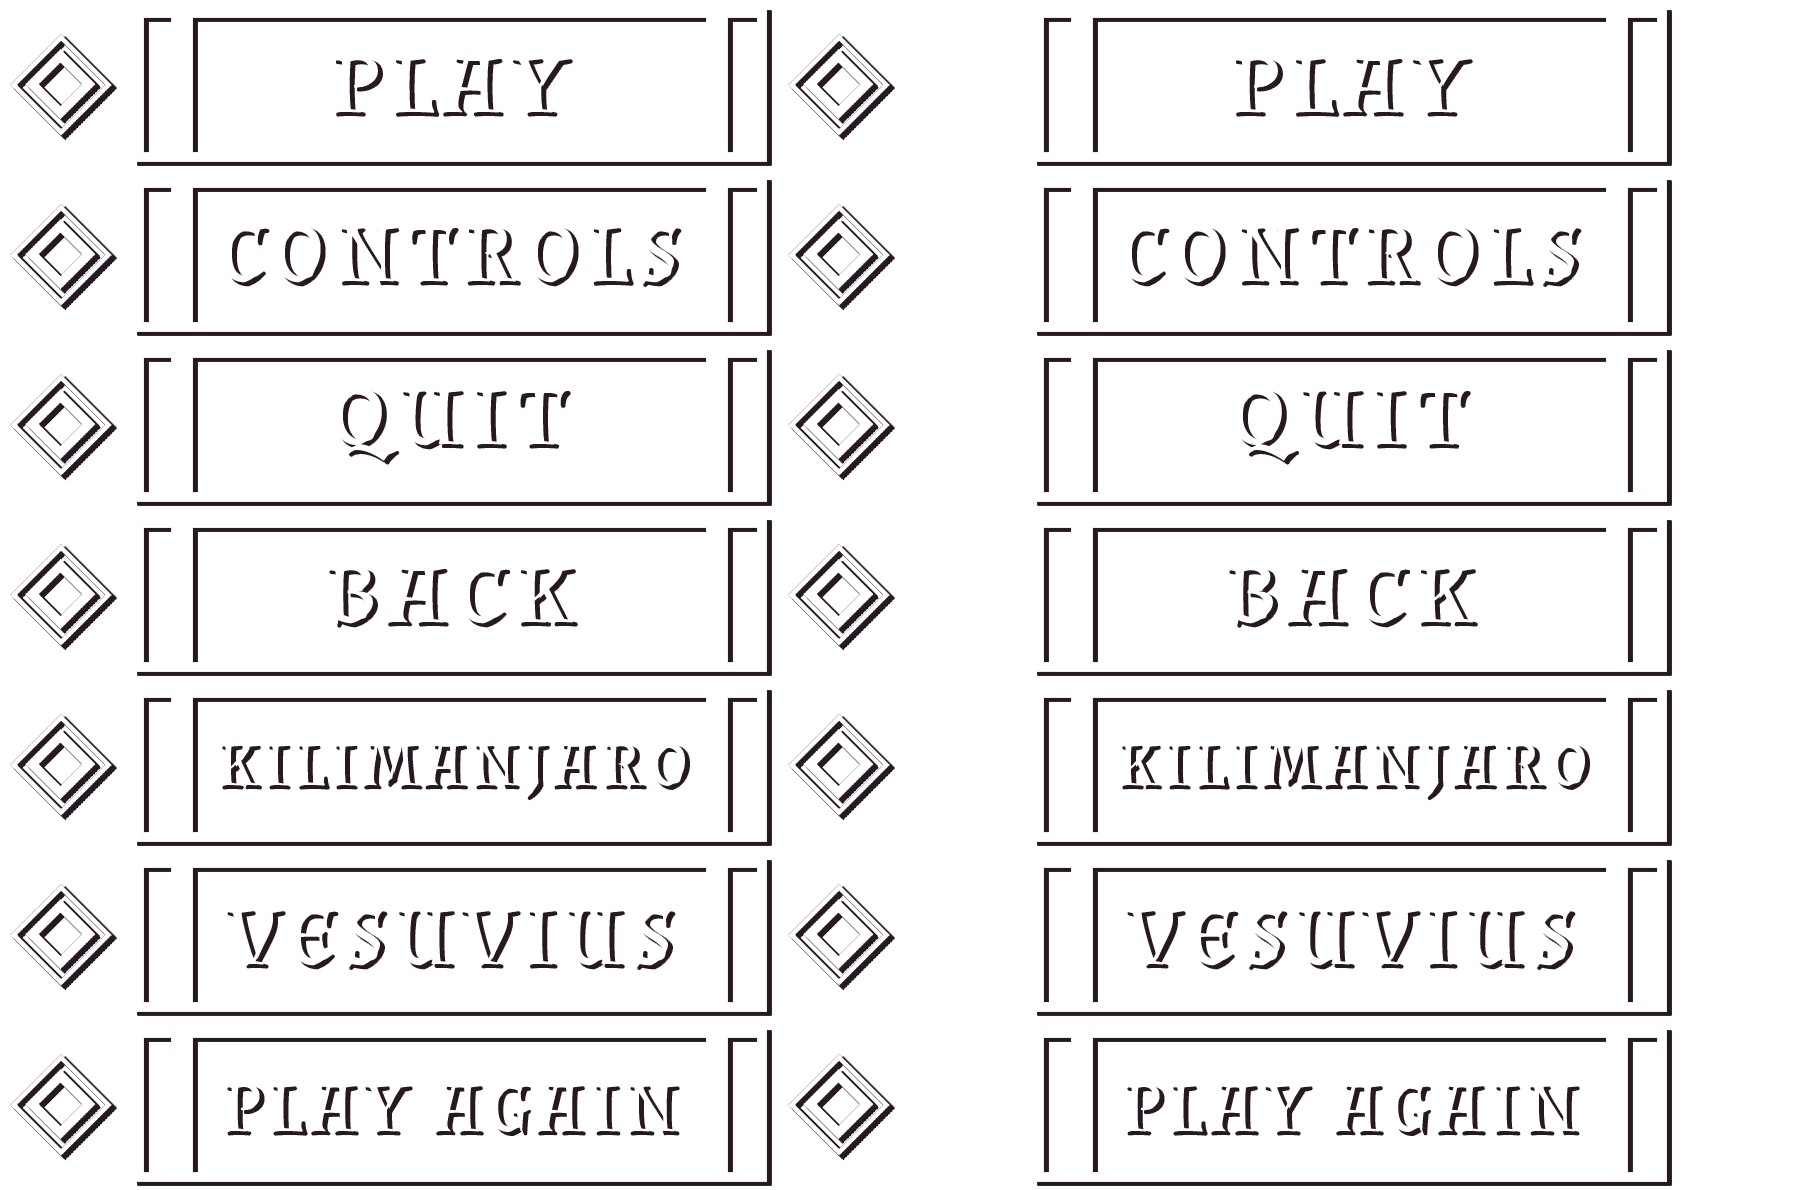 PLAY PLAY
CONTROLS CONTROLS
QUIT QUIT
BACK BACK
KILIMANJARO KILIMANJARO
VESUVIUS VESUVIUS
PLAY AGAIN PLAY AGAIN